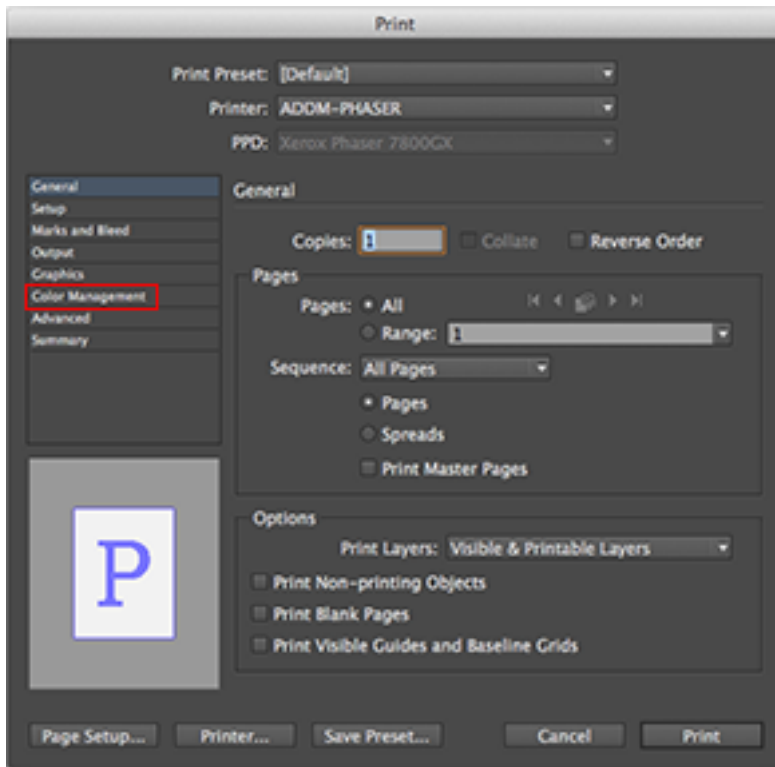 Print
Print Preset: [Default]
Printer: ADDM-PHASER
PPD: Xerox Phaser 7800GX
General
Setup
Marks and Bleed
Output
Graphics
Color Management
Advanced
Summary
General
Copies: 1 Collate Reverse Order
Pages
Pages: All
Range: 1
Sequence: All Pages
Pages
Spreads
Print Master Pages
Options
Print Layers: Visible & Printable Layers
Print Non-printing Objects
Print Blank Pages
Print Visible Guides and Baseline Grids
P
Page Setup... Printer... Save Preset... Cancel Print